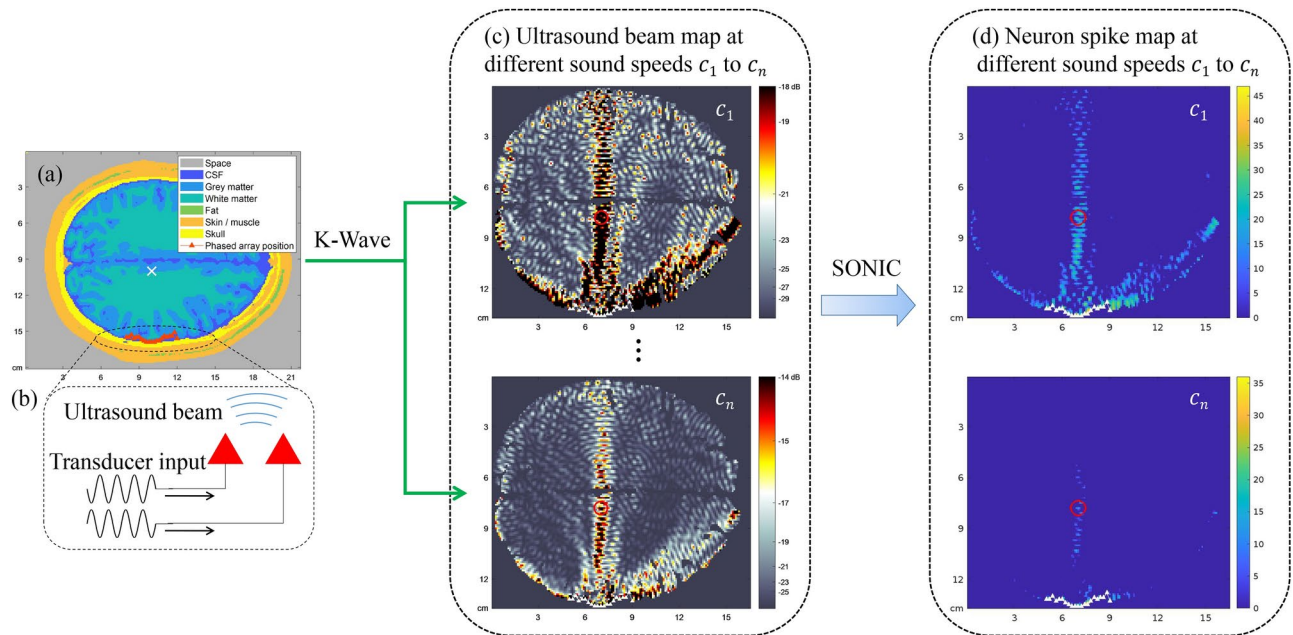 (a)
Space
CSF
Grey matter
White matter
Fat
Skin / muscle
Skull
Phased array position
3
6
9
12
15
cm
3 6 9 12 15 18 21
(b)
Ultrasound beam
Transducer input
K-Wave
(c) Ultrasound beam map at
different sound speeds c₁ to cₙ
c₁
3
6
9
12
cm
3 6 9 12 15
-18 dB
-19
-21
-23
-25
-27
-29
cₙ
3
6
9
12
cm
3 6 9 12 15
-14 dB
-15
-17
-19
-21
-23
-25
SONIC
(d) Neuron spike map at
different sound speeds c₁ to cₙ
c₁
3
6
9
12
cm
3 6 9 12 15
45
40
35
30
25
20
15
10
5
0
cₙ
3
6
9
12
cm
3 6 9 12 15
35
30
25
20
15
10
5
0